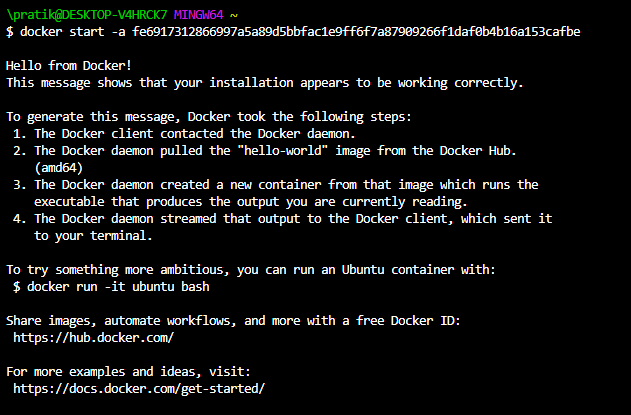 \pratik@DESKTOP-V4HRCK7 MINGW64 ~
$ docker start -a fe6917312866997a5a89d5bbfac1e9ff6f7a87909266f1daf0b4b16a153cafbe

Hello from Docker!
This message shows that your installation appears to be working correctly.

To generate this message, Docker took the following steps:
 1. The Docker client contacted the Docker daemon.
 2. The Docker daemon pulled the "hello-world" image from the Docker Hub.
    (amd64)
 3. The Docker daemon created a new container from that image which runs the
    executable that produces the output you are currently reading.
 4. The Docker daemon streamed that output to the Docker client, which sent it
    to your terminal.

To try something more ambitious, you can run an Ubuntu container with:
 $ docker run -it ubuntu bash

Share images, automate workflows, and more with a free Docker ID:
 https://hub.docker.com/

For more examples and ideas, visit:
 https://docs.docker.com/get-started/